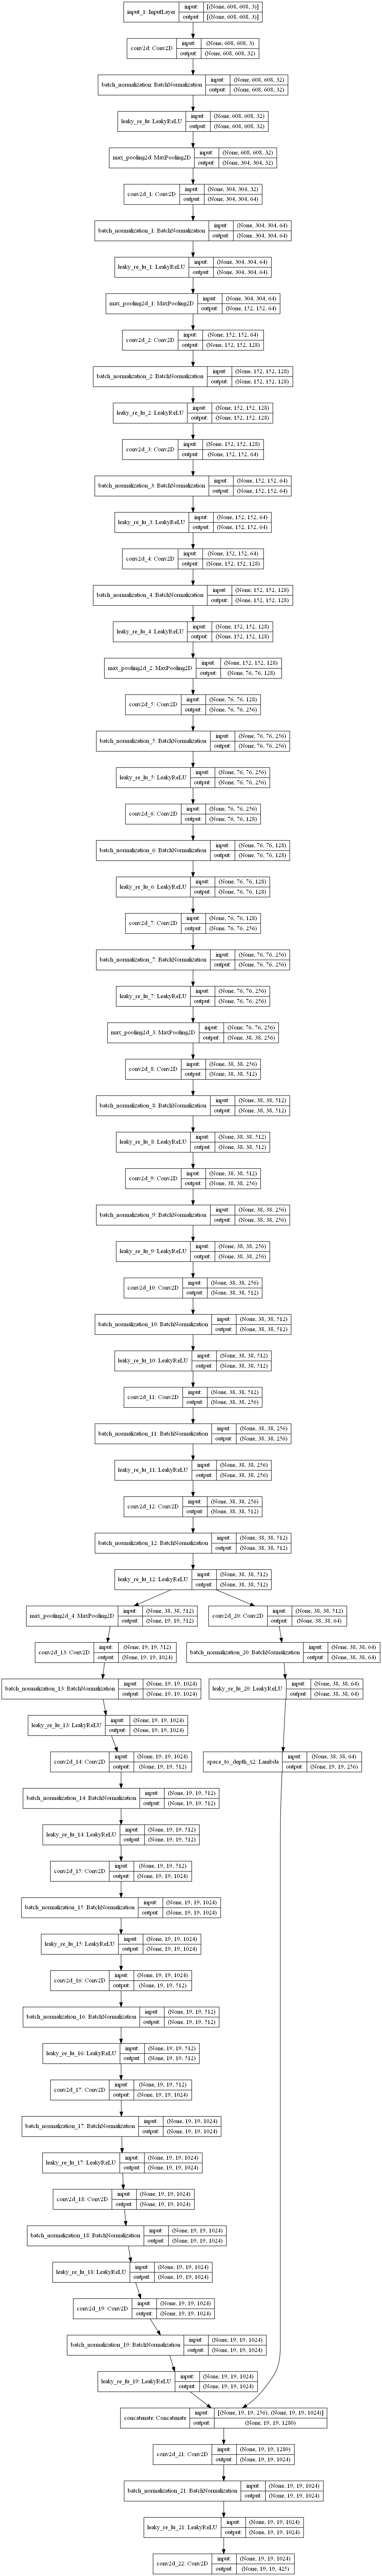 input_1: InputLayer
input: [(None, 608, 608, 3)]
output: [(None, 608, 608, 3)]
conv2d: Conv2D
input: (None, 608, 608, 3)
output: (None, 608, 608, 32)
batch_normalization: BatchNormalization
input: (None, 608, 608, 32)
output: (None, 608, 608, 32)
leaky_re_lu: LeakyReLU
input: (None, 608, 608, 32)
output: (None, 608, 608, 32)
max_pooling2d: MaxPooling2D
input: (None, 608, 608, 32)
output: (None, 304, 304, 32)
conv2d_1: Conv2D
input: (None, 304, 304, 32)
output: (None, 304, 304, 64)
batch_normalization_1: BatchNormalization
input: (None, 304, 304, 64)
output: (None, 304, 304, 64)
leaky_re_lu_1: LeakyReLU
input: (None, 304, 304, 64)
output: (None, 304, 304, 64)
max_pooling2d_1: MaxPooling2D
input: (None, 304, 304, 64)
output: (None, 152, 152, 64)
conv2d_2: Conv2D
input: (None, 152, 152, 64)
output: (None, 152, 152, 128)
batch_normalization_2: BatchNormalization
input: (None, 152, 152, 128)
output: (None, 152, 152, 128)
leaky_re_lu_2: LeakyReLU
input: (None, 152, 152, 128)
output: (None, 152, 152, 128)
conv2d_3: Conv2D
input: (None, 152, 152, 128)
output: (None, 152, 152, 64)
batch_normalization_3: BatchNormalization
input: (None, 152, 152, 64)
output: (None, 152, 152, 64)
leaky_re_lu_3: LeakyReLU
input: (None, 152, 152, 64)
output: (None, 152, 152, 64)
conv2d_4: Conv2D
input: (None, 152, 152, 64)
output: (None, 152, 152, 128)
batch_normalization_4: BatchNormalization
input: (None, 152, 152, 128)
output: (None, 152, 152, 128)
leaky_re_lu_4: LeakyReLU
input: (None, 152, 152, 128)
output: (None, 152, 152, 128)
max_pooling2d_2: MaxPooling2D
input: (None, 152, 152, 128)
output: (None, 76, 76, 128)
conv2d_5: Conv2D
input: (None, 76, 76, 128)
output: (None, 76, 76, 256)
batch_normalization_5: BatchNormalization
input: (None, 76, 76, 256)
output: (None, 76, 76, 256)
leaky_re_lu_5: LeakyReLU
input: (None, 76, 76, 256)
output: (None, 76, 76, 256)
conv2d_6: Conv2D
input: (None, 76, 76, 256)
output: (None, 76, 76, 128)
batch_normalization_6: BatchNormalization
input: (None, 76, 76, 128)
output: (None, 76, 76, 128)
leaky_re_lu_6: LeakyReLU
input: (None, 76, 76, 128)
output: (None, 76, 76, 128)
conv2d_7: Conv2D
input: (None, 76, 76, 128)
output: (None, 76, 76, 256)
batch_normalization_7: BatchNormalization
input: (None, 76, 76, 256)
output: (None, 76, 76, 256)
leaky_re_lu_7: LeakyReLU
input: (None, 76, 76, 256)
output: (None, 76, 76, 256)
max_pooling2d_3: MaxPooling2D
input: (None, 76, 76, 256)
output: (None, 38, 38, 256)
conv2d_8: Conv2D
input: (None, 38, 38, 256)
output: (None, 38, 38, 512)
batch_normalization_8: BatchNormalization
input: (None, 38, 38, 512)
output: (None, 38, 38, 512)
leaky_re_lu_8: LeakyReLU
input: (None, 38, 38, 512)
output: (None, 38, 38, 512)
conv2d_9: Conv2D
input: (None, 38, 38, 512)
output: (None, 38, 38, 256)
batch_normalization_9: BatchNormalization
input: (None, 38, 38, 256)
output: (None, 38, 38, 256)
leaky_re_lu_9: LeakyReLU
input: (None, 38, 38, 256)
output: (None, 38, 38, 256)
conv2d_10: Conv2D
input: (None, 38, 38, 256)
output: (None, 38, 38, 512)
batch_normalization_10: BatchNormalization
input: (None, 38, 38, 512)
output: (None, 38, 38, 512)
leaky_re_lu_10: LeakyReLU
input: (None, 38, 38, 512)
output: (None, 38, 38, 512)
conv2d_11: Conv2D
input: (None, 38, 38, 512)
output: (None, 38, 38, 256)
batch_normalization_11: BatchNormalization
input: (None, 38, 38, 256)
output: (None, 38, 38, 256)
leaky_re_lu_11: LeakyReLU
input: (None, 38, 38, 256)
output: (None, 38, 38, 256)
conv2d_12: Conv2D
input: (None, 38, 38, 256)
output: (None, 38, 38, 512)
batch_normalization_12: BatchNormalization
input: (None, 38, 38, 512)
output: (None, 38, 38, 512)
leaky_re_lu_12: LeakyReLU
input: (None, 38, 38, 512)
output: (None, 38, 38, 512)
max_pooling2d_4: MaxPooling2D
input: (None, 38, 38, 512)
output: (None, 19, 19, 512)
conv2d_20: Conv2D
input: (None, 38, 38, 512)
output: (None, 38, 38, 64)
conv2d_13: Conv2D
input: (None, 19, 19, 512)
output: (None, 19, 19, 1024)
batch_normalization_20: BatchNormalization
input: (None, 38, 38, 64)
output: (None, 38, 38, 64)
batch_normalization_13: BatchNormalization
input: (None, 19, 19, 1024)
output: (None, 19, 19, 1024)
leaky_re_lu_20: LeakyReLU
input: (None, 38, 38, 64)
output: (None, 38, 38, 64)
leaky_re_lu_13: LeakyReLU
input: (None, 19, 19, 1024)
output: (None, 19, 19, 1024)
conv2d_14: Conv2D
input: (None, 19, 19, 1024)
output: (None, 19, 19, 512)
space_to_depth_x2: Lambda
input: (None, 38, 38, 64)
output: (None, 19, 19, 256)
batch_normalization_14: BatchNormalization
input: (None, 19, 19, 512)
output: (None, 19, 19, 512)
leaky_re_lu_14: LeakyReLU
input: (None, 19, 19, 512)
output: (None, 19, 19, 512)
conv2d_15: Conv2D
input: (None, 19, 19, 512)
output: (None, 19, 19, 1024)
batch_normalization_15: BatchNormalization
input: (None, 19, 19, 1024)
output: (None, 19, 19, 1024)
leaky_re_lu_15: LeakyReLU
input: (None, 19, 19, 1024)
output: (None, 19, 19, 1024)
conv2d_16: Conv2D
input: (None, 19, 19, 1024)
output: (None, 19, 19, 512)
batch_normalization_16: BatchNormalization
input: (None, 19, 19, 512)
output: (None, 19, 19, 512)
leaky_re_lu_16: LeakyReLU
input: (None, 19, 19, 512)
output: (None, 19, 19, 512)
conv2d_17: Conv2D
input: (None, 19, 19, 512)
output: (None, 19, 19, 1024)
batch_normalization_17: BatchNormalization
input: (None, 19, 19, 1024)
output: (None, 19, 19, 1024)
leaky_re_lu_17: LeakyReLU
input: (None, 19, 19, 1024)
output: (None, 19, 19, 1024)
conv2d_18: Conv2D
input: (None, 19, 19, 1024)
output: (None, 19, 19, 1024)
batch_normalization_18: BatchNormalization
input: (None, 19, 19, 1024)
output: (None, 19, 19, 1024)
leaky_re_lu_18: LeakyReLU
input: (None, 19, 19, 1024)
output: (None, 19, 19, 1024)
conv2d_19: Conv2D
input: (None, 19, 19, 1024)
output: (None, 19, 19, 1024)
batch_normalization_19: BatchNormalization
input: (None, 19, 19, 1024)
output: (None, 19, 19, 1024)
leaky_re_lu_19: LeakyReLU
input: (None, 19, 19, 1024)
output: (None, 19, 19, 1024)
concatenate: Concatenate
input: [(None, 19, 19, 256), (None, 19, 19, 1024)]
output: (None, 19, 19, 1280)
conv2d_21: Conv2D
input: (None, 19, 19, 1280)
output: (None, 19, 19, 1024)
batch_normalization_21: BatchNormalization
input: (None, 19, 19, 1024)
output: (None, 19, 19, 1024)
leaky_re_lu_21: LeakyReLU
input: (None, 19, 19, 1024)
output: (None, 19, 19, 1024)
conv2d_22: Conv2D
input: (None, 19, 19, 1024)
output: (None, 19, 19, 425)